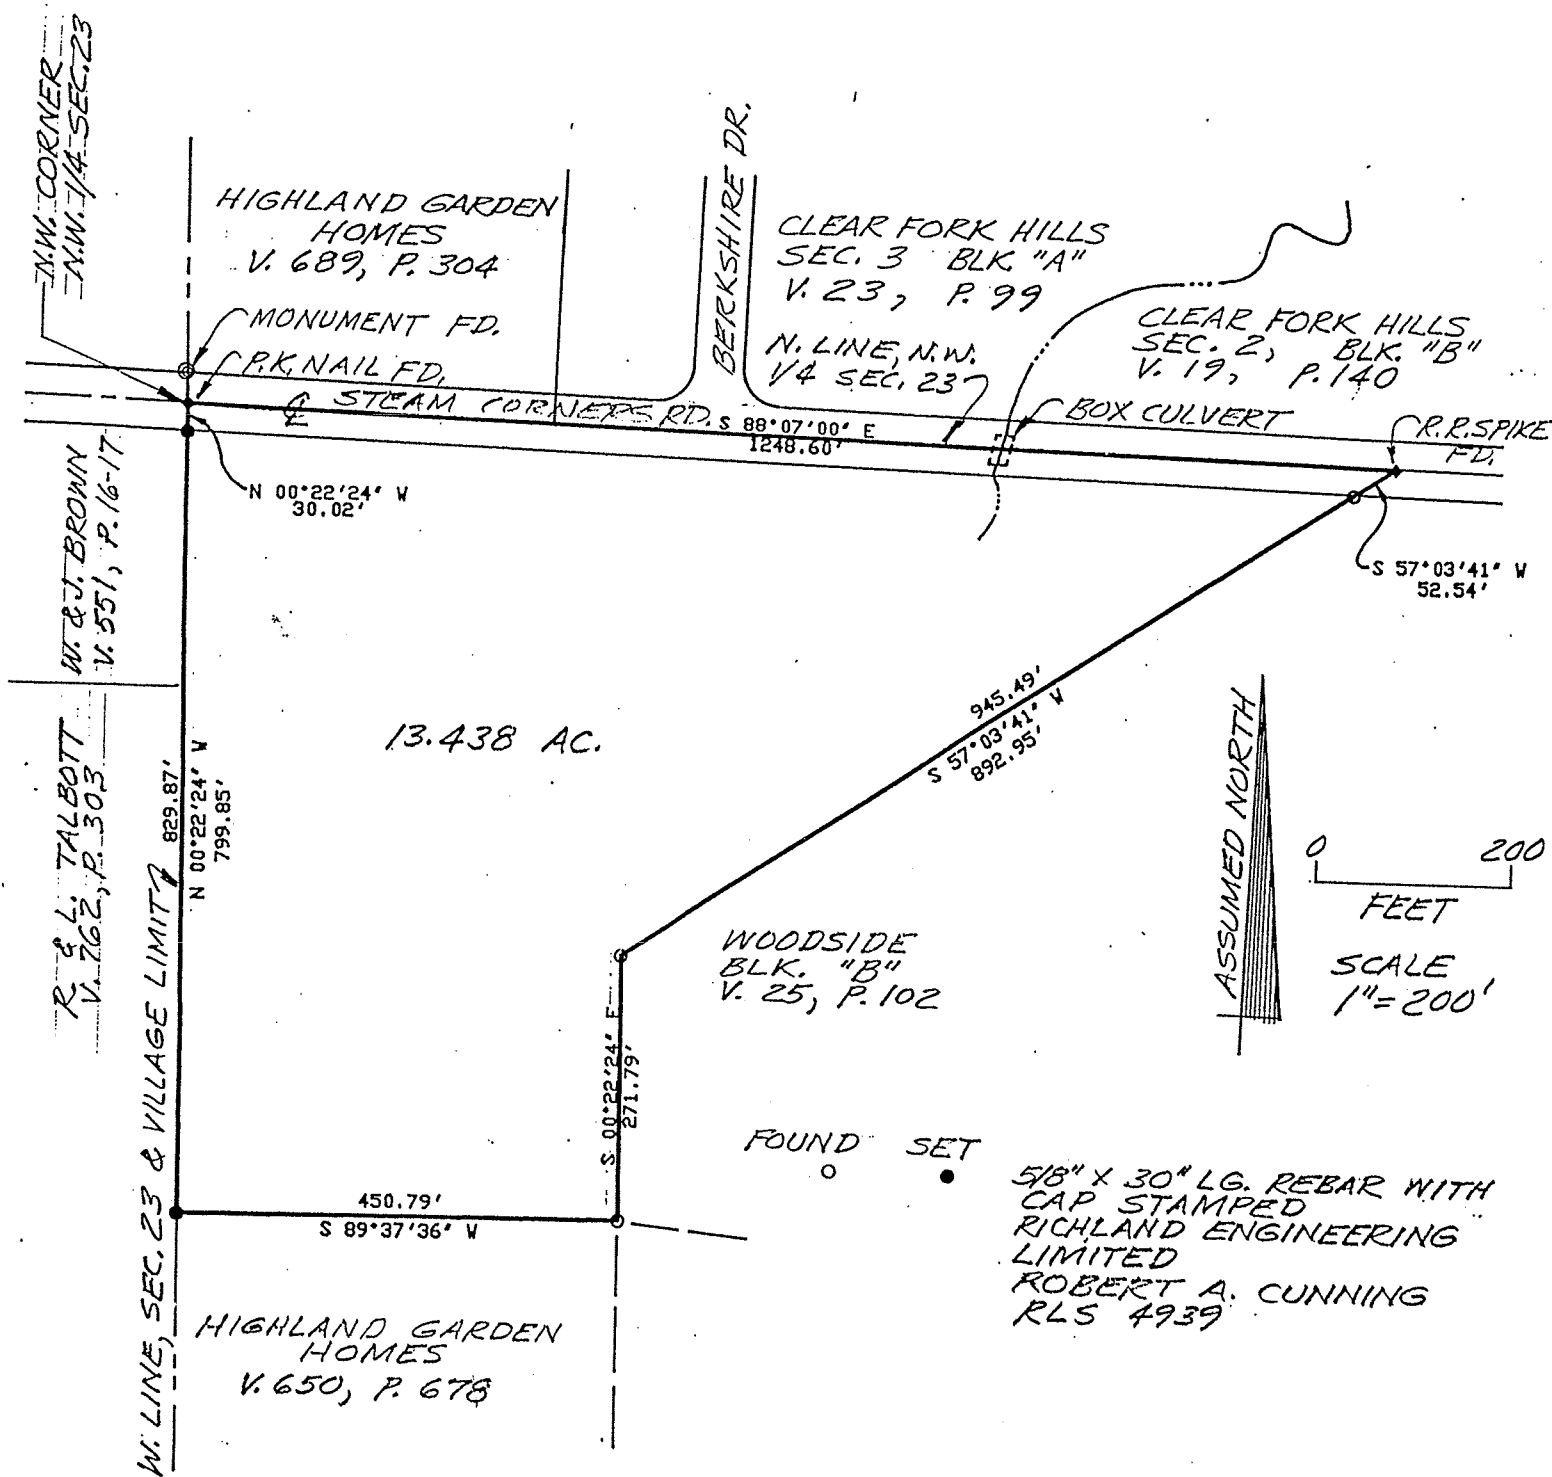 N.W. CORNER
N.W. 1/4 SEC. 23
HIGHLAND GARDEN
HOMES
V. 689, P. 304
BERKSHIRE DR.
CLEAR FORK HILLS
SEC. 3 BLK. "A"
V. 23, P. 99
CLEAR FORK HILLS
SEC. 2, BLK. "B"
V. 19, P. 140
MONUMENT FD.
P.K. NAIL FD.
N. LINE, N.W.
1/4 SEC. 23
℄ STEAM CORNERS RD.
S 88°07'00" E
1248.60'
BOX CULVERT
R.R. SPIKE
FD.
N 00°22'24" W
30.02'
S 57°03'41" W
52.54'
W. & J. BROWN
V. 551, P. 16-17
R. & L. TALBOTT
V. 762, P. 303
13.438 AC.
829.87'
N 00°22'24" W
799.85'
945.49'
S 57°03'41" W
892.95'
W. LINE, SEC. 23 & VILLAGE LIMIT
WOODSIDE
BLK. "B"
V. 25, P. 102
ASSUMED NORTH
0 200
FEET
SCALE
1"=200'
S 00°22'24" E
271.79'
450.79'
S 89°37'36" W
FOUND SET
5/8" X 30" LG. REBAR WITH
CAP STAMPED
RICHLAND ENGINEERING
LIMITED
ROBERT A. CUNNING
RLS 4939
HIGHLAND GARDEN
HOMES
V. 650, P. 678